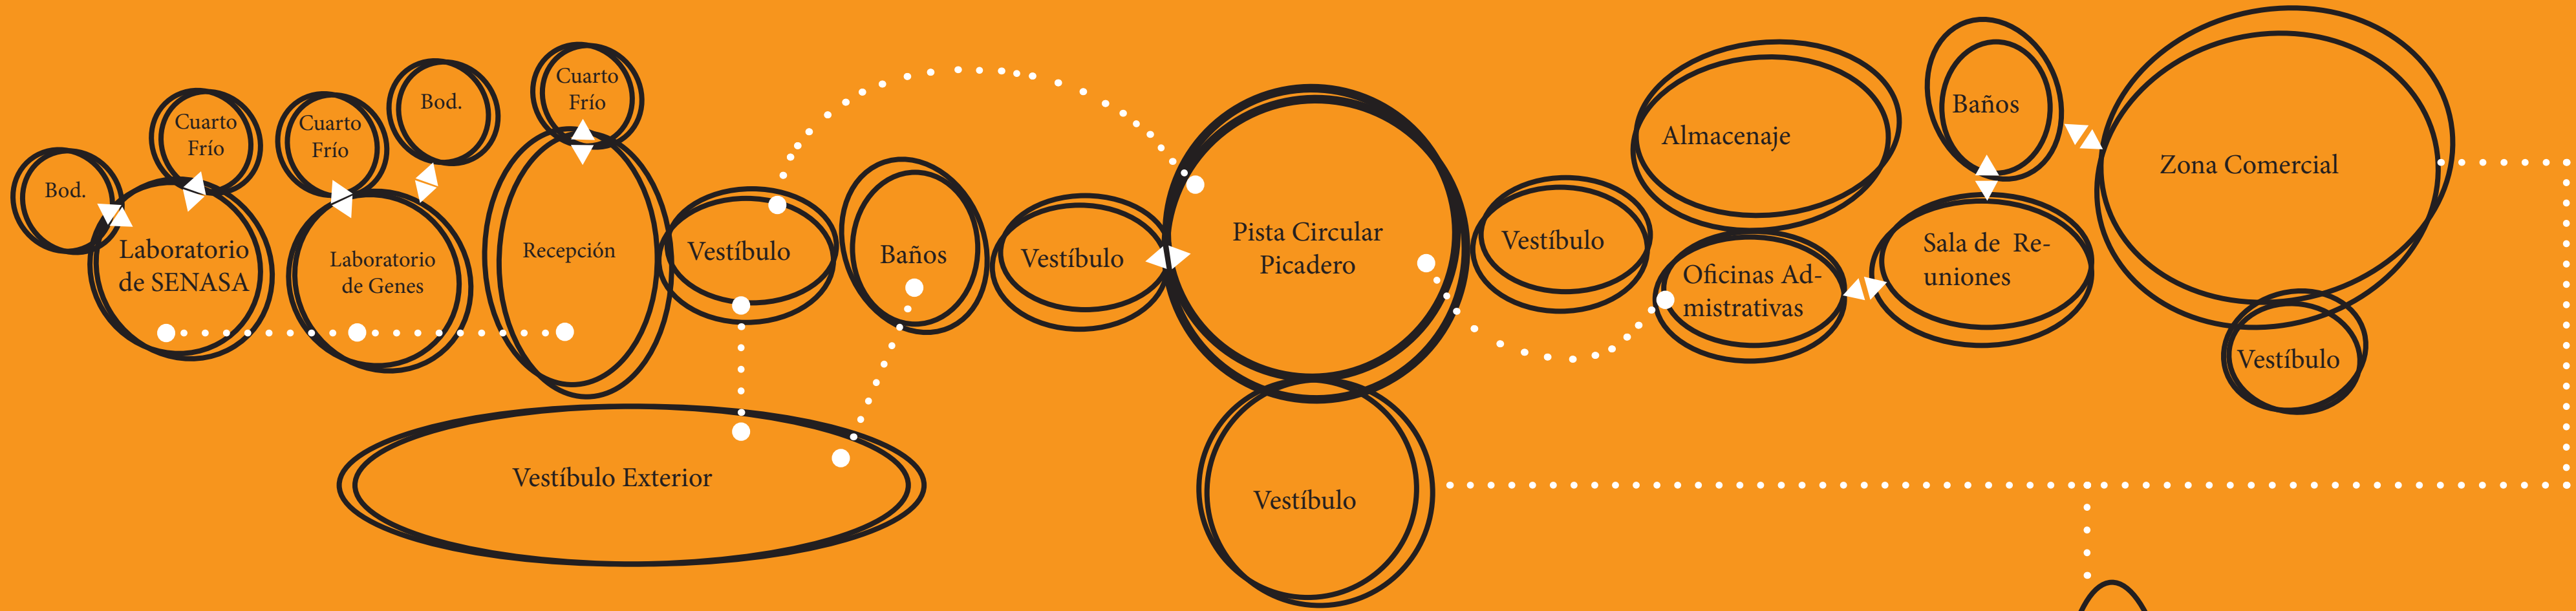 Bod.
Cuarto
Frío
Cuarto
Frío
Bod.
Cuarto
Frío
Laboratorio
de SENASA
Laboratorio
de Genes
Recepción
Vestíbulo
Baños
Vestíbulo
Vestíbulo Exterior
Pista Circular
Picadero
Vestíbulo
Vestíbulo
Almacenaje
Oficinas Ad-
mistrativas
Baños
Sala de Re-
uniones
Zona Comercial
Vestíbulo